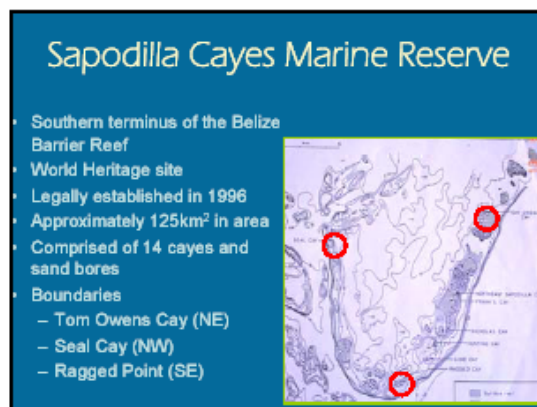 Sapodilla Cayes Marine Reserve
• Southern terminus of the Belize
Barrier Reef
• World Heritage site
• Legally established in 1996
• Approximately 125km² in area
• Comprised of 14 cayes and
sand bores
• Boundaries
– Tom Owens Cay (NE)
– Seal Cay (NW)
– Ragged Point (SE)
SEAL